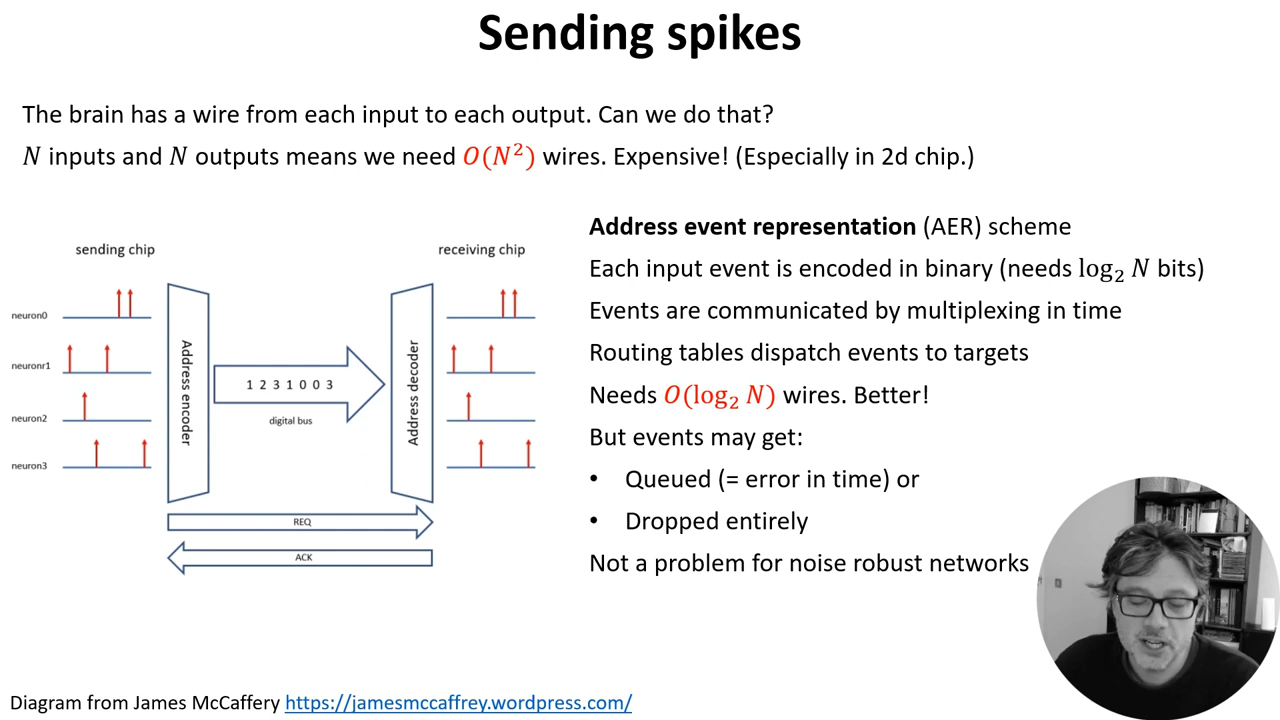 Sending spikes
The brain has a wire from each input to each output. Can we do that?
N inputs and N outputs means we need O(N²) wires. Expensive! (Especially in 2d chip.)
sending chip
receiving chip
neuron0
neuronr1
neuron2
neuron3
Address encoder
1 2 3 1 0 0 3
digital bus
Address decoder
REQ
ACK
Address event representation (AER) scheme
Each input event is encoded in binary (needs log₂ N bits)
Events are communicated by multiplexing in time
Routing tables dispatch events to targets
Needs O(log₂ N) wires. Better!
But events may get:
• Queued (= error in time) or
• Dropped entirely
Not a problem for noise robust networks
Diagram from James McCaffery https://jamesmccaffrey.wordpress.com/